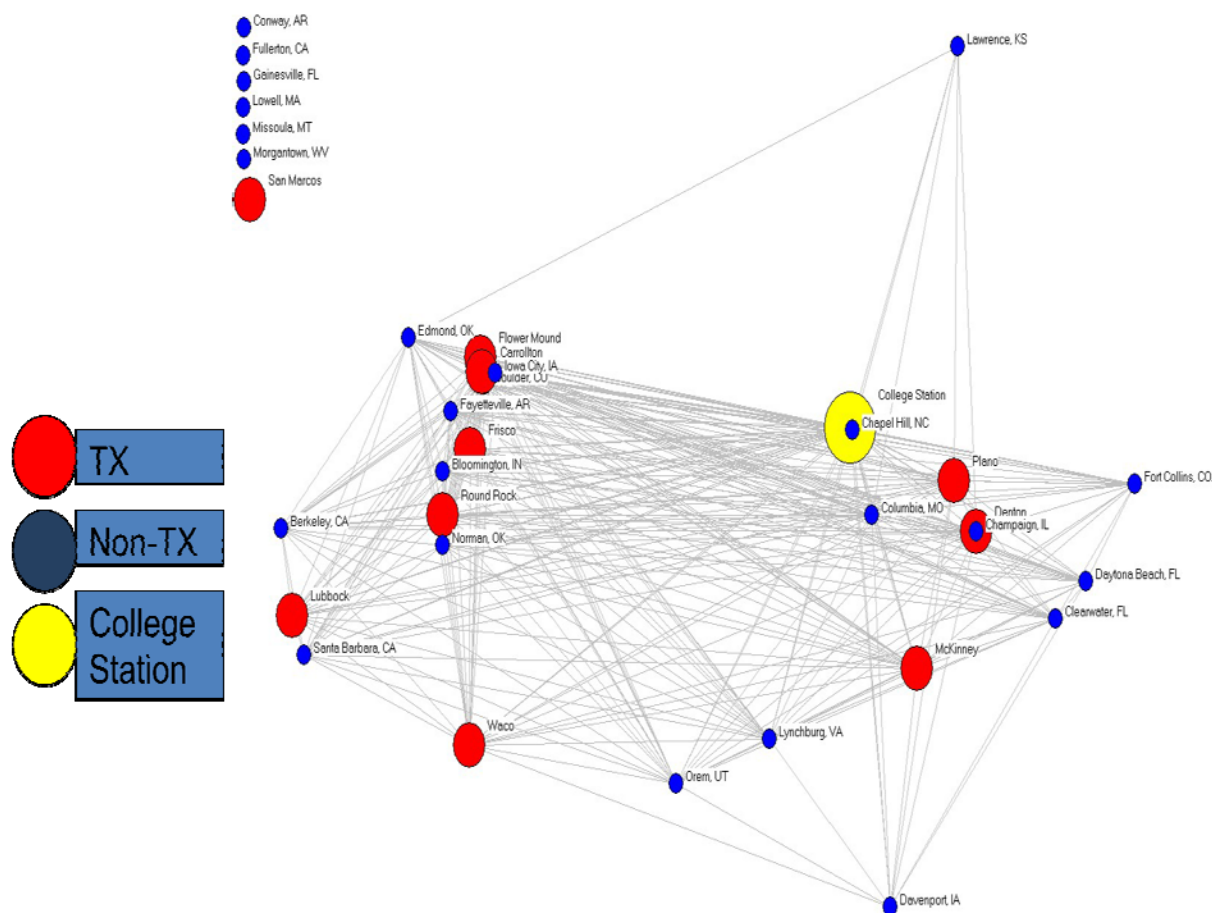 Conway, AR
Fullerton, CA
Gainesville, FL
Lowell, MA
Missoula, MT
Morgantown, WV
San Marcos
Lawrence, KS
Edmond, OK
Flower Mound
Carrollton
Iowa City, IA
oulder, CO
Fayetteville, AR
Frisco
Bloomington, IN
Round Rock
Berkeley, CA
Norman, OK
Lubbock
Santa Barbara, CA
Waco
College Station
Chapel Hill, NC
Plano
Fort Collins, CO
Columbia, MO
Denton
Champaign, IL
Daytona Beach, FL
Clearwater, FL
McKinney
Lynchburg, VA
Orem, UT
Davenport, IA
TX
Non-TX
College
Station